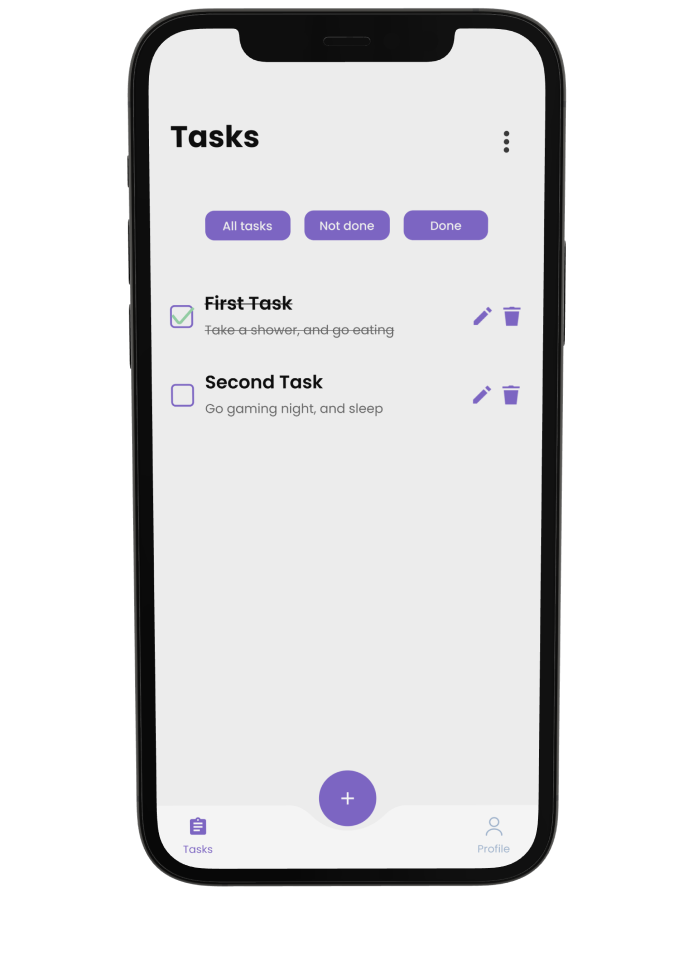 Tasks
All tasks
Not done
Done
First Task
Take a shower, and go eating
Second Task
Go gaming night, and sleep
+
Tasks
Profile